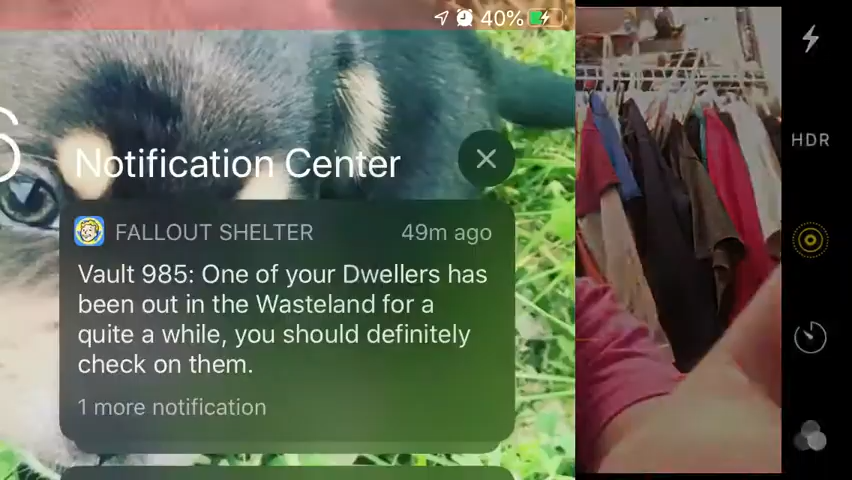 40%
Notification Center
FALLOUT SHELTER 49m ago
Vault 985: One of your Dwellers has
been out in the Wasteland for a
quite a while, you should definitely
check on them.
1 more notification
HDR